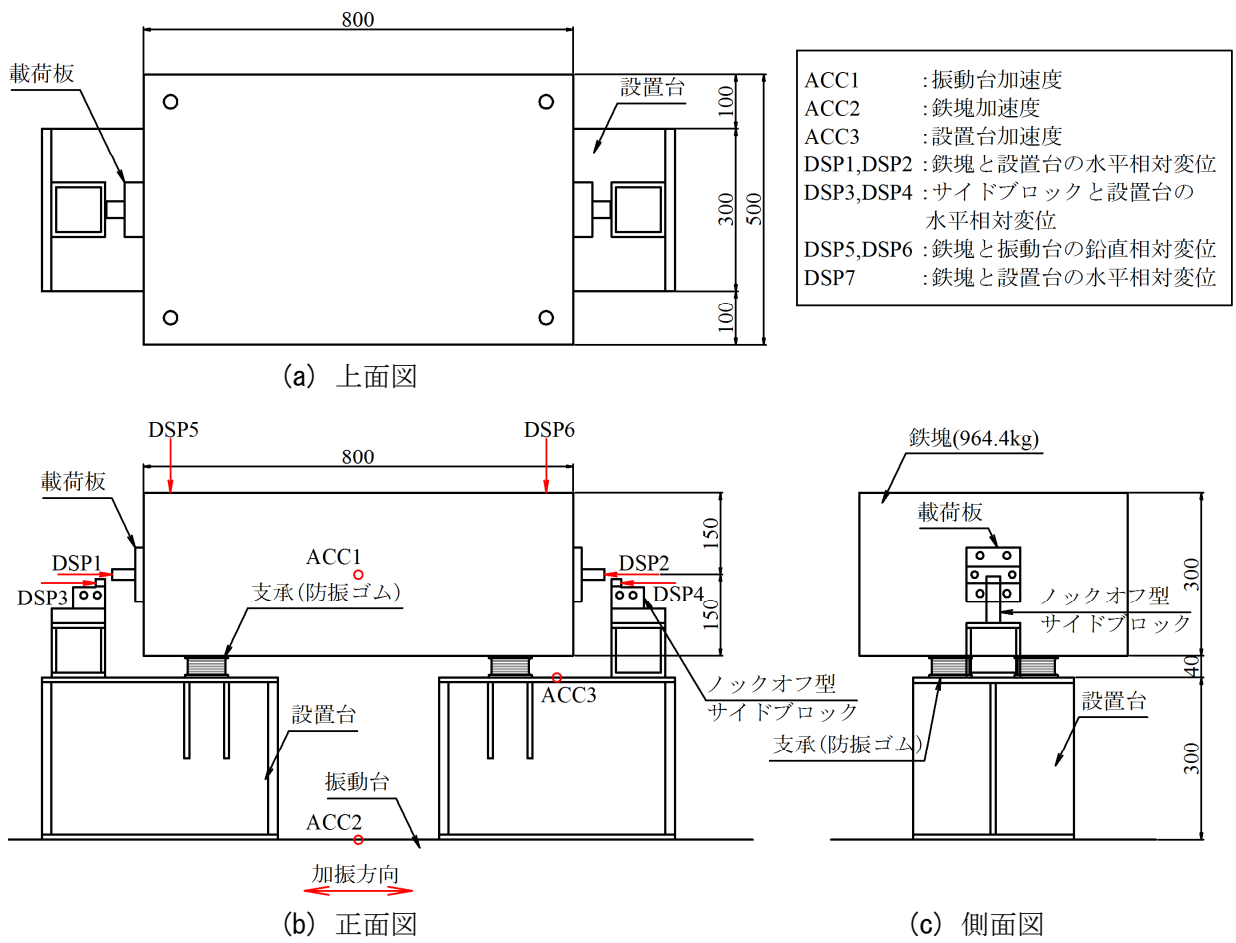 800
載荷板
設置台
100
300
500
100
(a) 上面図
ACC1 :振動台加速度
ACC2 :鉄塊加速度
ACC3 :設置台加速度
DSP1,DSP2 :鉄塊と設置台の水平相対変位
DSP3,DSP4 :サイドブロックと設置台の
水平相対変位
DSP5,DSP6 :鉄塊と振動台の鉛直相対変位
DSP7 :鉄塊と設置台の水平相対変位
DSP5
DSP6
800
載荷板
DSP1
ACC1
DSP2
150
DSP3
支承(防振ゴム)
DSP4
150
ACC3
ノックオフ型
サイドブロック
設置台
振動台
ACC2
加振方向
(b) 正面図
鉄塊(964.4kg)
載荷板
300
ノックオフ型
サイドブロック
40
設置台
支承(防振ゴム)
300
(c) 側面図